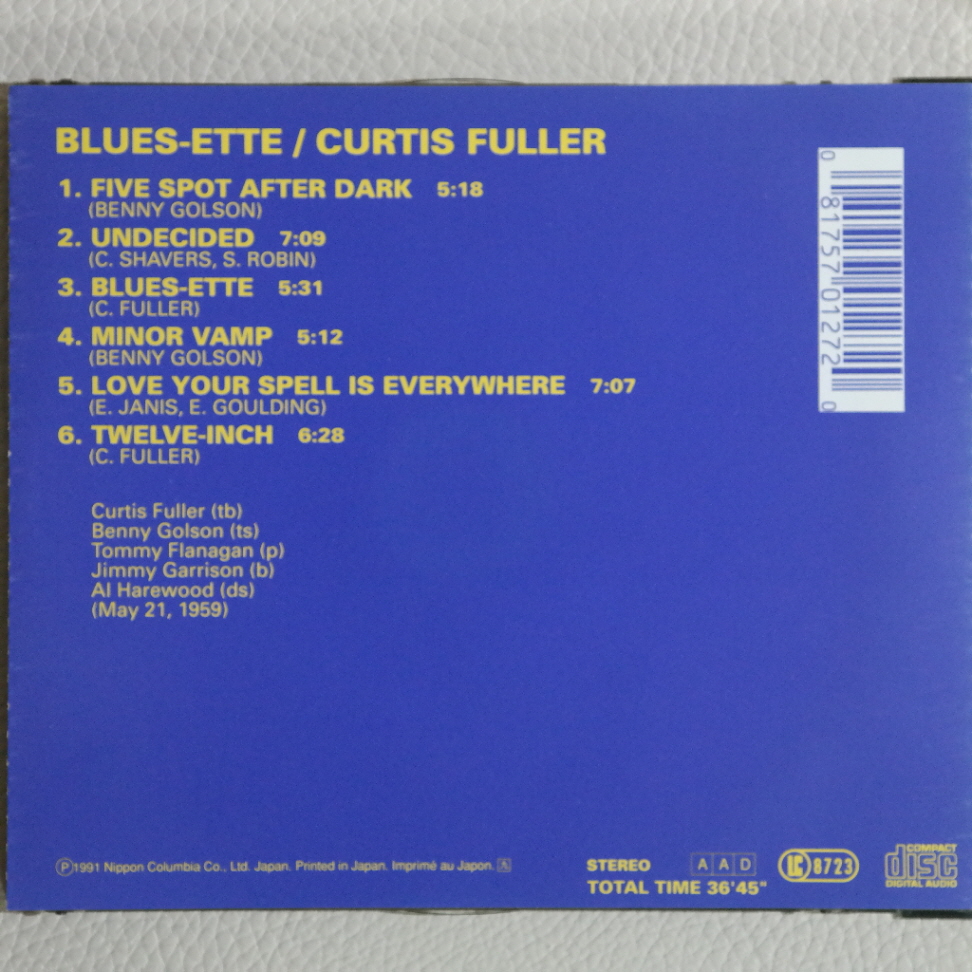 BLUES-ETTE / CURTIS FULLER
1. FIVE SPOT AFTER DARK 5:18
(BENNY GOLSON)
2. UNDECIDED 7:09
(C. SHAVERS, S. ROBIN)
3. BLUES-ETTE 5:31
(C. FULLER)
4. MINOR VAMP 5:12
(BENNY GOLSON)
5. LOVE YOUR SPELL IS EVERYWHERE 7:07
(E. JANIS, E. GOULDING)
6. TWELVE-INCH 6:28
(C. FULLER)
Curtis Fuller (tb)
Benny Golson (ts)
Tommy Flanagan (p)
Jimmy Garrison (b)
Al Harewood (ds)
(May 21, 1959)
0 81757 01272 0
Ⓟ1991 Nippon Columbia Co., Ltd. Japan. Printed in Japan. Imprimé au Japon. A
STEREO A A D
TOTAL TIME 36'45"
LC 8723
COMPACT
disc
DIGITAL AUDIO